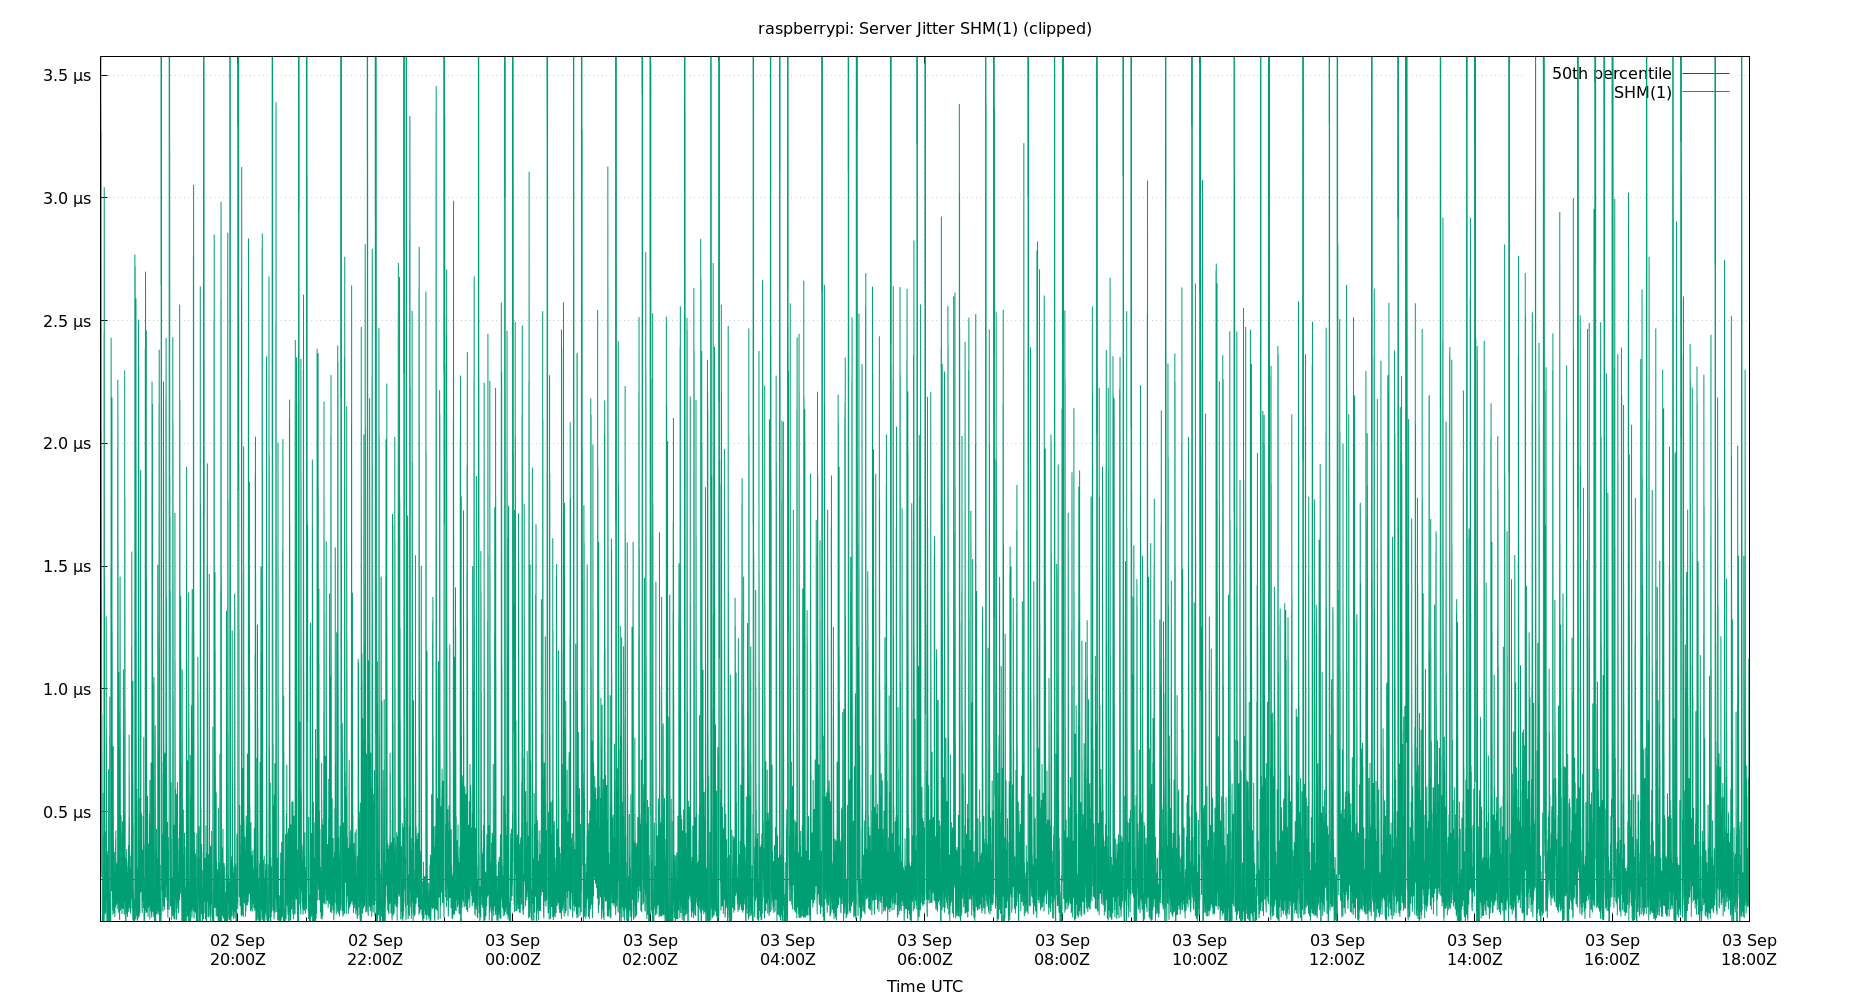 raspberrypi: Server Jitter SHM(1) (clipped)
3.5 µs
3.0 µs
2.5 µs
2.0 µs
1.5 µs
1.0 µs
0.5 µs
50th percentile
SHM(1)
02 Sep 02 Sep 03 Sep 03 Sep 03 Sep 03 Sep 03 Sep 03 Sep 03 Sep 03 Sep 03 Sep 03 Sep
20:00Z 22:00Z 00:00Z 02:00Z 04:00Z 06:00Z 08:00Z 10:00Z 12:00Z 14:00Z 16:00Z 18:00Z
Time UTC